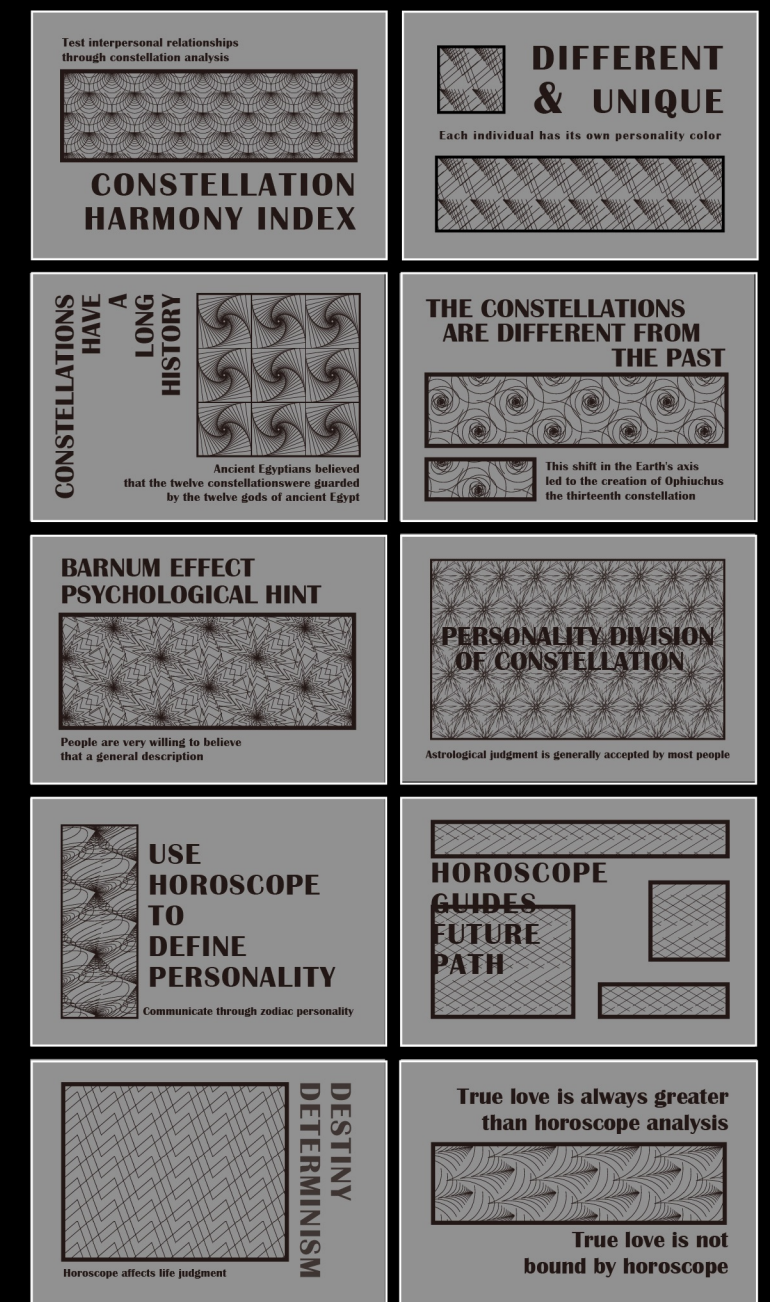 Test interpersonal relationships
through constellation analysis
CONSTELLATION
HARMONY INDEX
DIFFERENT
& UNIQUE
Each individual has its own personality color
CONSTELLATIONS
HAVE
A
LONG
HISTORY
Ancient Egyptians believed
that the twelve constellationswere guarded
by the twelve gods of ancient Egypt
THE CONSTELLATIONS
ARE DIFFERENT FROM
THE PAST
This shift in the Earth's axis
led to the creation of Ophiuchus
the thirteenth constellation
BARNUM EFFECT
PSYCHOLOGICAL HINT
People are very willing to believe
that a general description
PERSONALITY DIVISION
OF CONSTELLATION
Astrological judgment is generally accepted by most people
USE
HOROSCOPE
TO
DEFINE
PERSONALITY
Communicate through zodiac personality
HOROSCOPE
GUIDES
FUTURE
PATH
DESTINY
DETERMINISM
Horoscope affects life judgment
True love is always greater
than horoscope analysis
True love is not
bound by horoscope